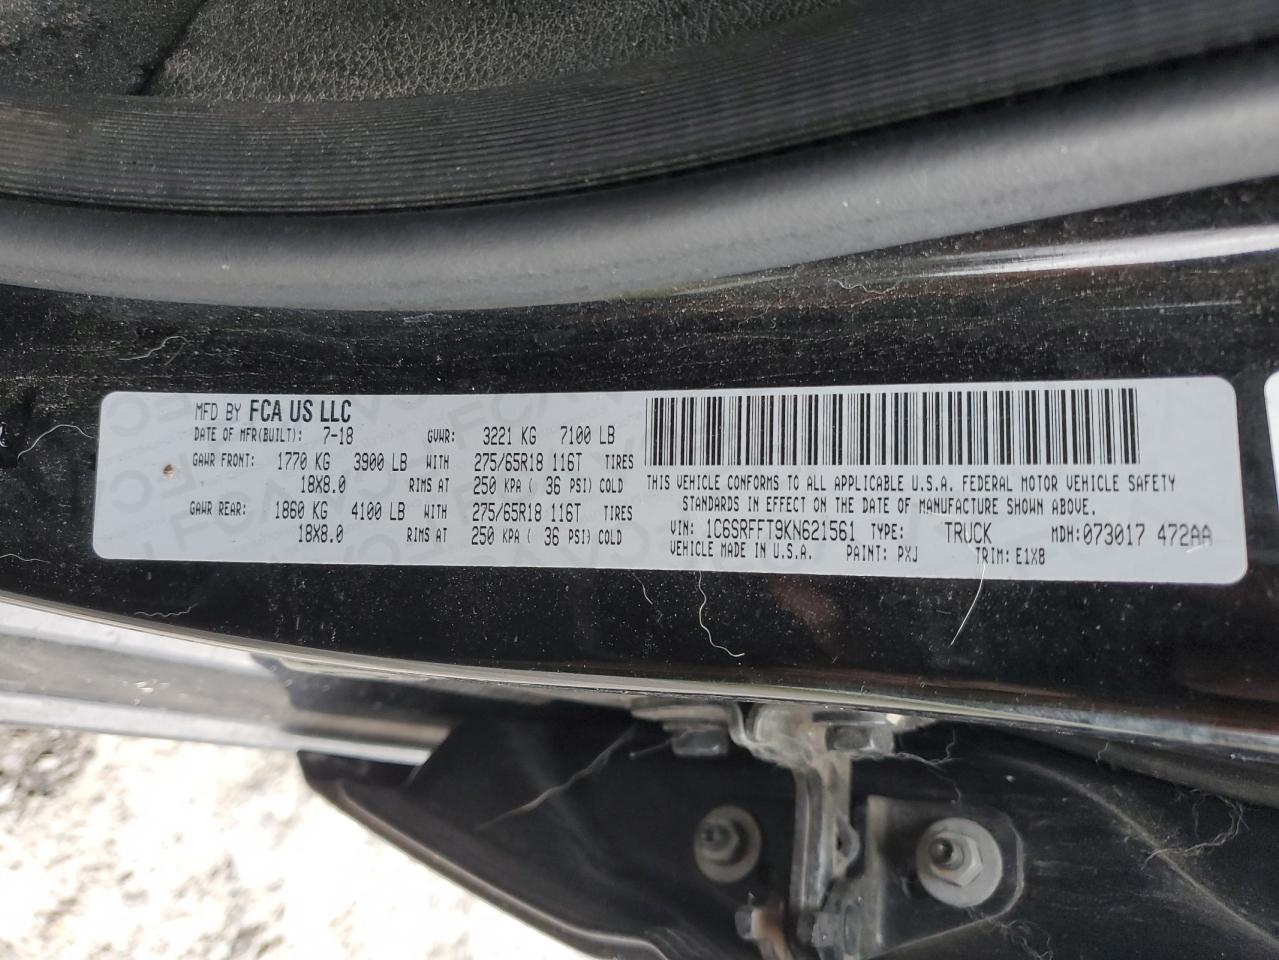 MFD BY FCA US LLC
DATE OF MFR(BUILT): 7-18 GVWR: 3221 KG 7100 LB
GAWR FRONT: 1770 KG 3900 LB WITH 275/65R18 116T TIRES
18X8.0 RIMS AT 250 KPA ( 36 PSI) COLD
GAWR REAR: 1860 KG 4100 LB WITH 275/65R18 116T TIRES
18X8.0 RIMS AT 250 KPA ( 36 PSI) COLD
THIS VEHICLE CONFORMS TO ALL APPLICABLE U.S.A. FEDERAL MOTOR VEHICLE SAFETY
STANDARDS IN EFFECT ON THE DATE OF MANUFACTURE SHOWN ABOVE.
VIN: 1C6SRFFT9KN621561 TYPE: TRUCK MDH:073017 472AA
VEHICLE MADE IN U.S.A. PAINT: PXJ TRIM: E1X8